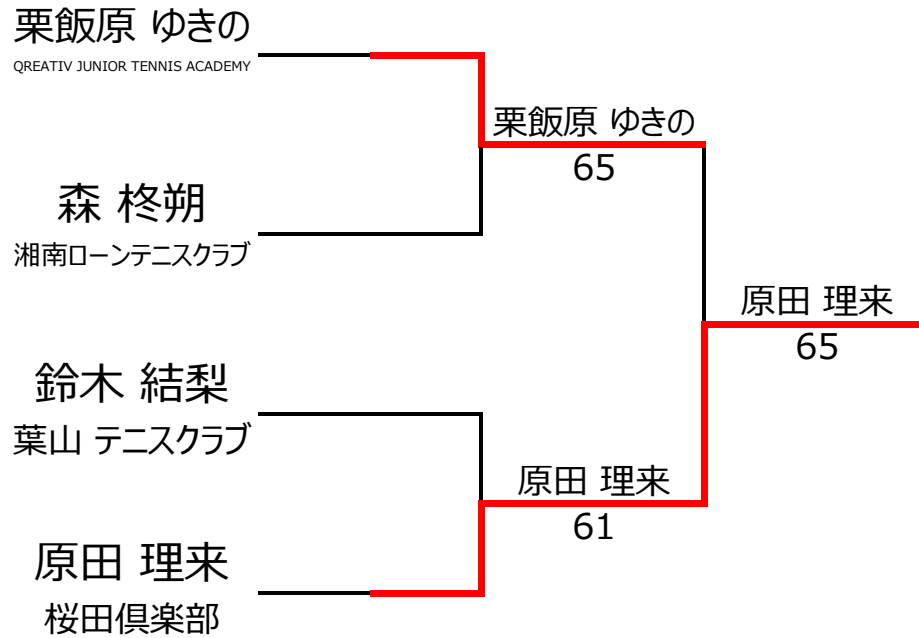 栗飯原 ゆきの
QREATIV JUNIOR TENNIS ACADEMY
栗飯原 ゆきの
65
森 柊朔
湘南ローンテニスクラブ
原田 理来
65
鈴木 結梨
葉山 テニスクラブ
原田 理来
61
原田 理来
桜田倶楽部